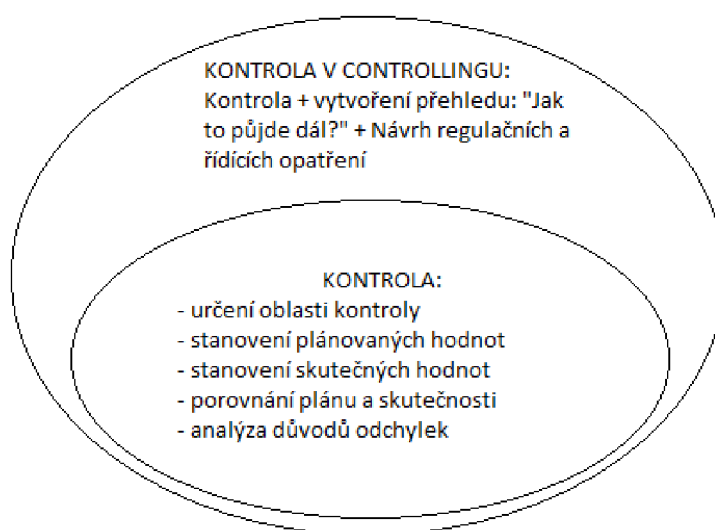 KONTROLA V CONTROLLINGU:
Kontrola + vytvoření přehledu: "Jak
to půjde dál?" + Návrh regulačních a
řídících opatření
KONTROLA:
- určení oblasti kontroly
- stanovení plánovaných hodnot
- stanovení skutečných hodnot
- porovnání plánu a skutečnosti
- analýza důvodů odchylek